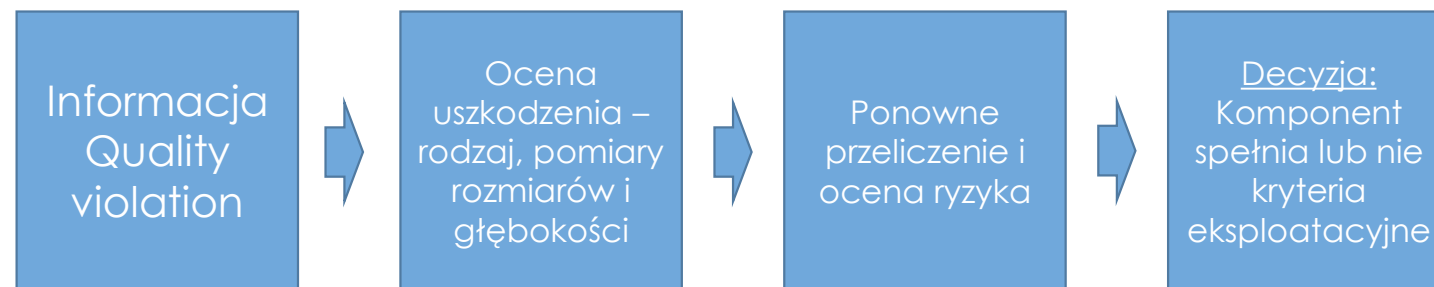 Informacja
Quality
violation
Ocena
uszkodzenia –
rodzaj, pomiary
rozmiarów i
głębokości
Ponowne
przeliczenie i
ocena ryzyka
Decyzja:
Komponent
spełnia lub nie
kryteria
eksploatacyjne